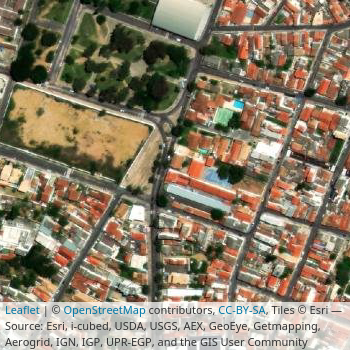 Leaflet | © OpenStreetMap contributors, CC-BY-SA, Tiles © Esri —
Source: Esri, i-cubed, USDA, USGS, AEX, GeoEye, Getmapping,
Aerogrid, IGN, IGP, UPR-EGP, and the GIS User Community